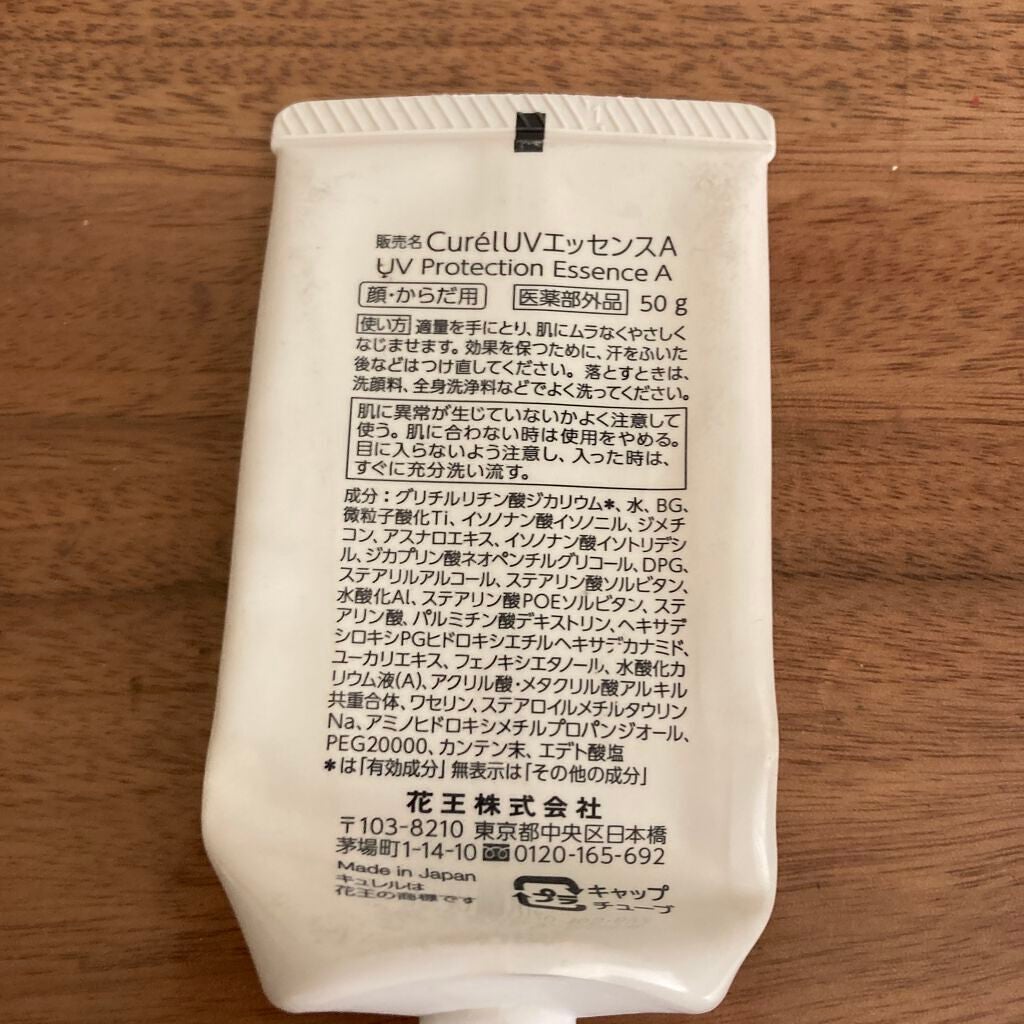 販売名 CurélUVエッセンスA
UV Protection Essence A
顔・からだ用 医薬部外品 50 g
使い方 適量を手にとり、肌にムラなくやさしく
なじませます。効果を保つために、汗をふいた
後などはつけ直してください。落とすときは、
洗顔料、全身洗浄料などでよく洗ってください。
肌に異常が生じていないかよく注意して
使う。肌に合わない時は使用をやめる。
目に入らないよう注意し、入った時は、
すぐに充分洗い流す。
成分：グリチルリチン酸ジカリウム*、水、BG、
微粒子酸化Ti、イソノナン酸イソノニル、ジメチ
コン、アスナロエキス、イソノナン酸イソトリデシ
ル、ジカプリン酸ネオペンチルグリコール、DPG、
ステアリルアルコール、ステアリン酸ソルビタン、
水酸化Al、ステアリン酸POEソルビタン、ステ
アリン酸、パルミチン酸デキストリン、ヘキサデ
シロキシPGヒドロキシエチルヘキサデカナミド、
ユーカリエキス、フェノキシエタノール、水酸化カ
リウム液(A)、アクリル酸・メタクリル酸アルキル
共重合体、ワセリン、ステアロイルメチルタウリン
Na、アミノヒドロキシメチルプロパンジオール、
PEG20000、カンテン末、エデト酸塩
*は「有効成分」無表示は「その他の成分」
花王株式会社
〒103-8210 東京都中央区日本橋
茅場町1-14-10 0120-165-692
Made in Japan
キュレルは
花王の商標です
プラ キャップ
チューブ